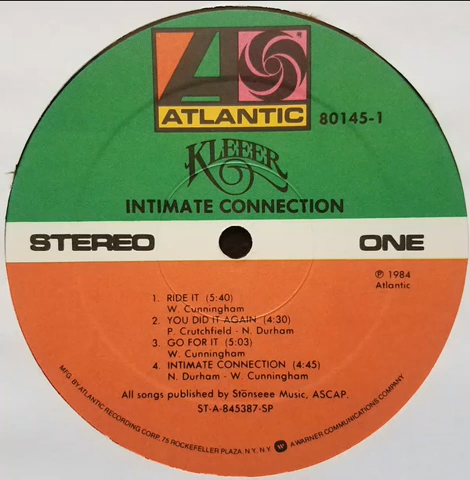 ATLANTIC
80145-1
KLEEER
INTIMATE CONNECTION
STEREO
ONE
℗ 1984
Atlantic
1. RIDE IT (5:40)
W. Cunningham
2. YOU DID IT AGAIN (4:30)
P. Crutchfield - N. Durham
3. GO FOR IT (5:03)
W. Cunningham
4. INTIMATE CONNECTION (4:45)
N. Durham - W. Cunningham
All songs published by Stönseee Music, ASCAP.
ST-A-845387-SP
MFG. BY ATLANTIC RECORDING CORP. 75 ROCKEFELLER PLAZA. N.Y. N.Y. A WARNER COMMUNICATIONS COMPANY